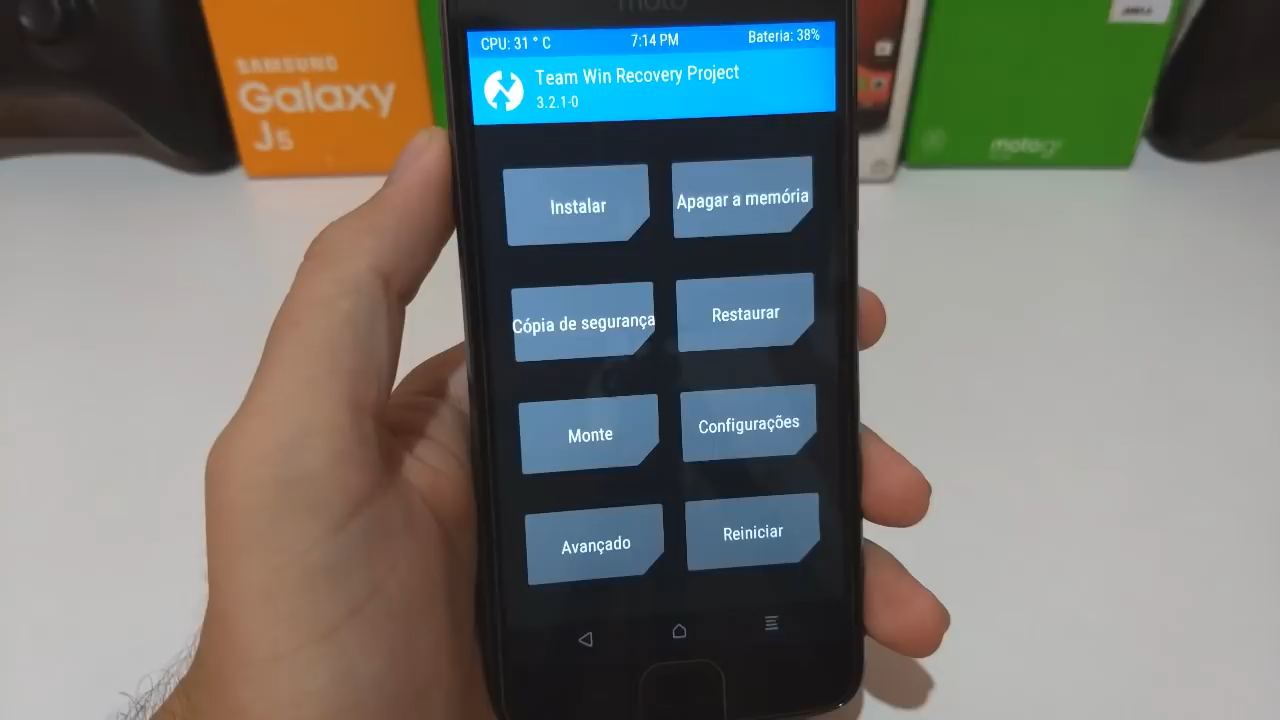 moto
CPU: 31 ° C 7:14 PM Bateria: 38%
Team Win Recovery Project
3.2.1-0
Instalar
Apagar a memória
Cópia de segurança
Restaurar
Monte
Configurações
Avançado
Reiniciar
SAMSUNG
Galaxy
J5
moto g